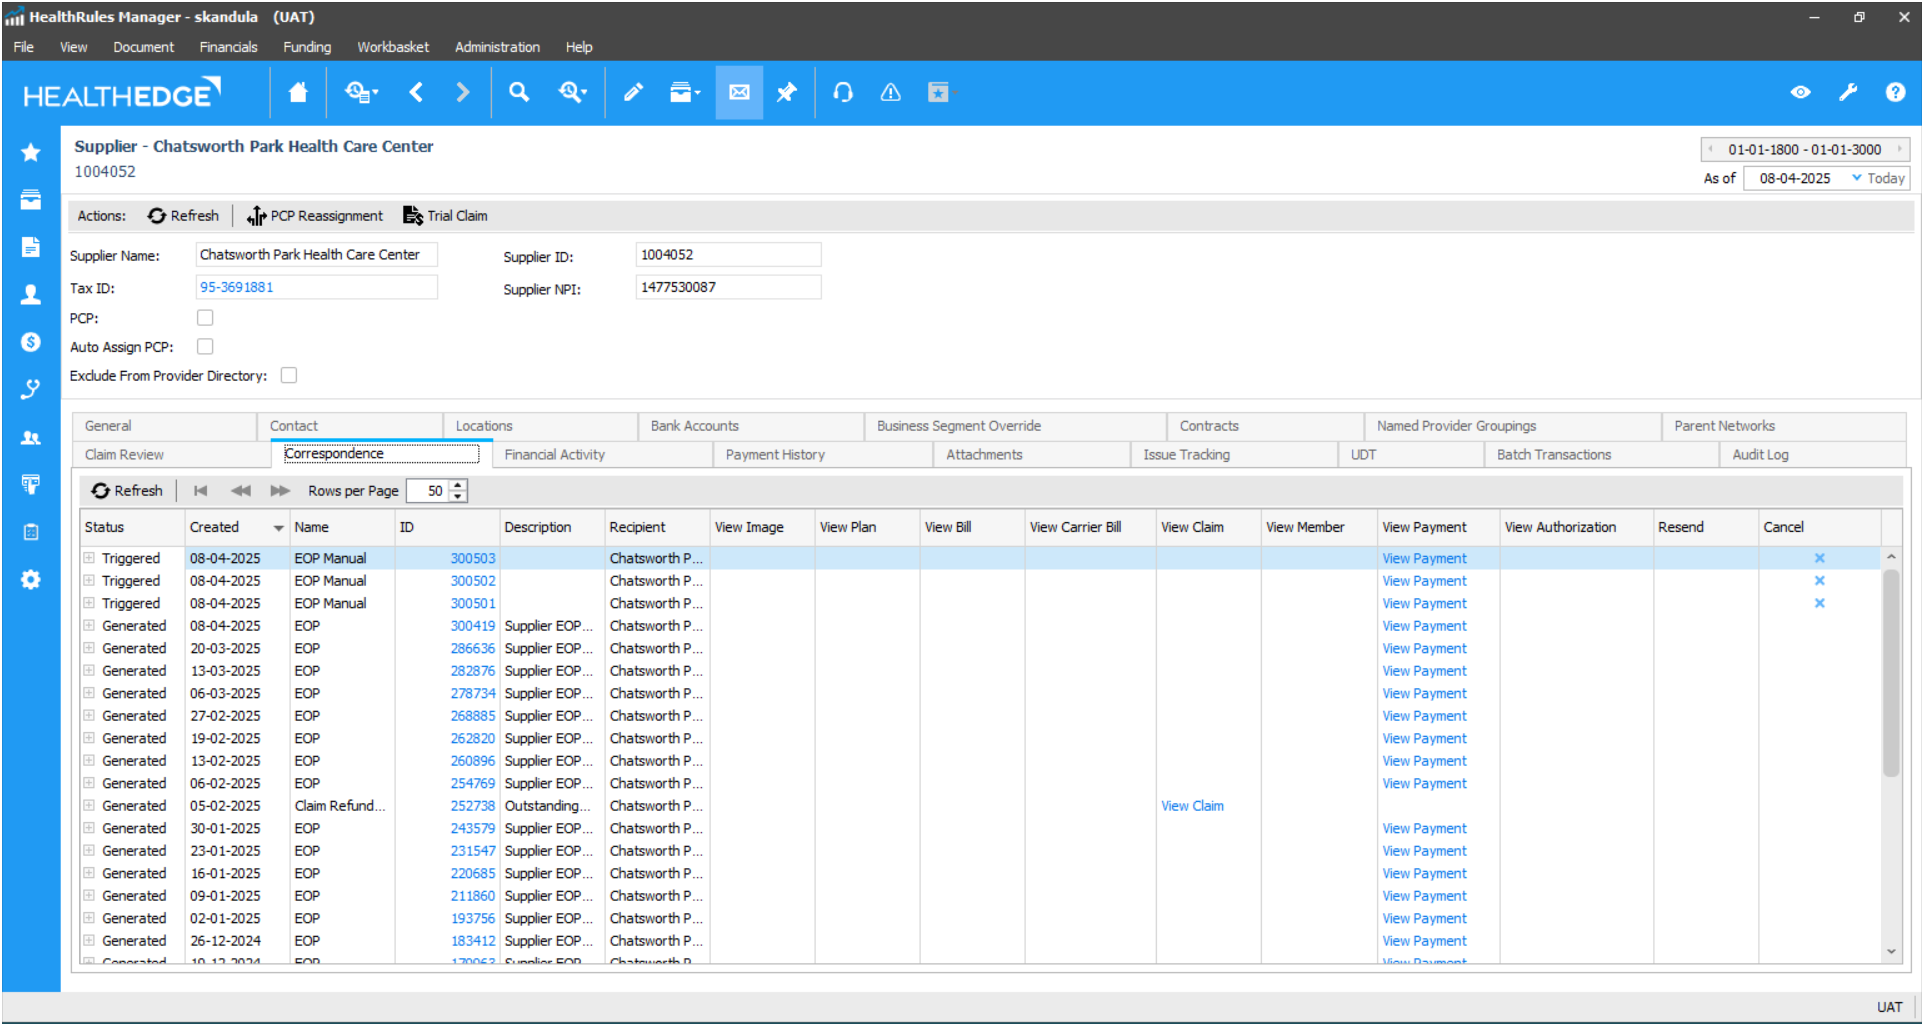 HealthRules Manager - skandula (UAT)
File View Document Financials Funding Workbasket Administration Help
HEALTHEDGE
Supplier - Chatsworth Park Health Care Center
1004052
01-01-1800 - 01-01-3000
As of 08-04-2025 Today
Actions: Refresh PCP Reassignment Trial Claim
Supplier Name: Chatsworth Park Health Care Center Supplier ID: 1004052
Tax ID: 95-3691881 Supplier NPI: 1477530087
PCP:
Auto Assign PCP:
Exclude From Provider Directory:
General Contact Locations Bank Accounts Business Segment Override Contracts Named Provider Groupings Parent Networks
Claim Review Correspondence Financial Activity Payment History Attachments Issue Tracking UDT Batch Transactions Audit Log
Refresh Rows per Page 50
Status Created Name ID Description Recipient View Image View Plan View Bill View Carrier Bill View Claim View Member View Payment View Authorization Resend Cancel
Triggered 08-04-2025 EOP Manual 300503 Chatsworth P... View Payment
Triggered 08-04-2025 EOP Manual 300502 Chatsworth P... View Payment
Triggered 08-04-2025 EOP Manual 300501 Chatsworth P... View Payment
Generated 08-04-2025 EOP 300419 Supplier EOP... Chatsworth P... View Payment
Generated 20-03-2025 EOP 286636 Supplier EOP... Chatsworth P... View Payment
Generated 13-03-2025 EOP 282876 Supplier EOP... Chatsworth P... View Payment
Generated 06-03-2025 EOP 278734 Supplier EOP... Chatsworth P... View Payment
Generated 27-02-2025 EOP 268885 Supplier EOP... Chatsworth P... View Payment
Generated 19-02-2025 EOP 262820 Supplier EOP... Chatsworth P... View Payment
Generated 13-02-2025 EOP 260896 Supplier EOP... Chatsworth P... View Payment
Generated 06-02-2025 EOP 254769 Supplier EOP... Chatsworth P... View Payment
Generated 05-02-2025 Claim Refund... 252738 Outstanding... Chatsworth P... View Claim
Generated 30-01-2025 EOP 243579 Supplier EOP... Chatsworth P... View Payment
Generated 23-01-2025 EOP 231547 Supplier EOP... Chatsworth P... View Payment
Generated 16-01-2025 EOP 220685 Supplier EOP... Chatsworth P... View Payment
Generated 09-01-2025 EOP 211860 Supplier EOP... Chatsworth P... View Payment
Generated 02-01-2025 EOP 193756 Supplier EOP... Chatsworth P... View Payment
Generated 26-12-2024 EOP 183412 Supplier EOP... Chatsworth P... View Payment
UAT